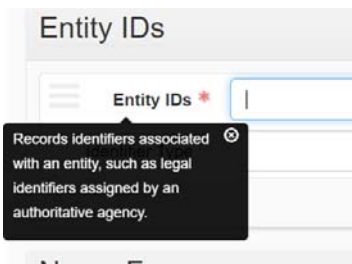 Entity IDs
Entity IDs *
Records identifiers associated
with an entity, such as legal
identifiers assigned by an
authoritative agency.